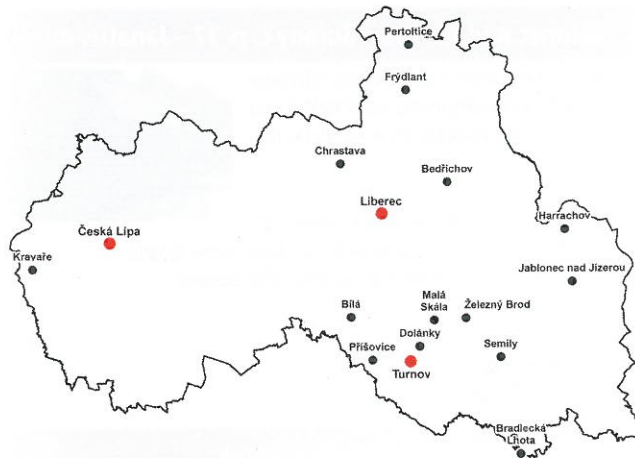 Pertoltice
Frýdlant
Chrastava
Bedřichov
Liberec
Harrachov
Česká Lípa
Kravaře
Jablonec nad Jizerou
Bílá
Malá
Skála
Železný Brod
Dolánky
Příšovice
Semily
Turnov
Bradlecká
Lhota